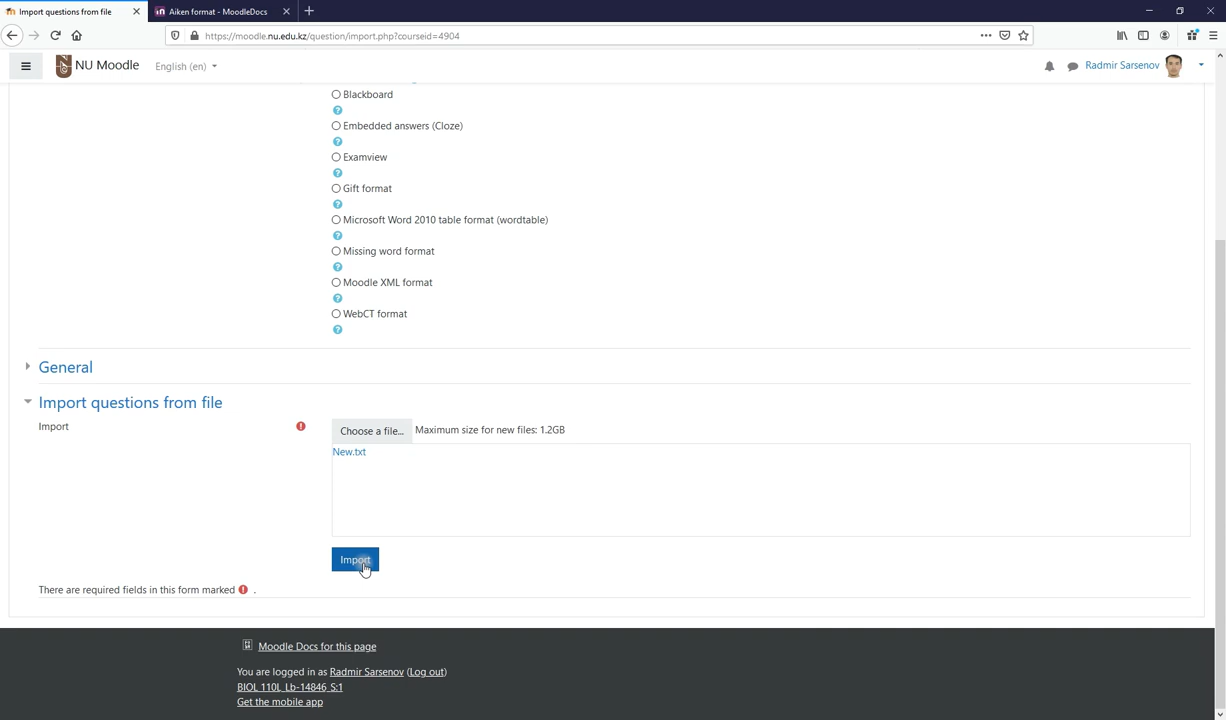 Import questions from file
Aiken format - MoodleDocs
https://moodle.nu.edu.kz/question/import.php?courseid=4904
NU Moodle
English (en)
Radmir Sarsenov
Blackboard
Embedded answers (Cloze)
Examview
Gift format
Microsoft Word 2010 table format (wordtable)
Missing word format
Moodle XML format
WebCT format
General
Import questions from file
Import
Choose a file...
Maximum size for new files: 1.2GB
New.txt
Import
There are required fields in this form marked .
Moodle Docs for this page
You are logged in as Radmir Sarsenov (Log out)
BIOL 110L, Lb-14846, S:1
Get the mobile app